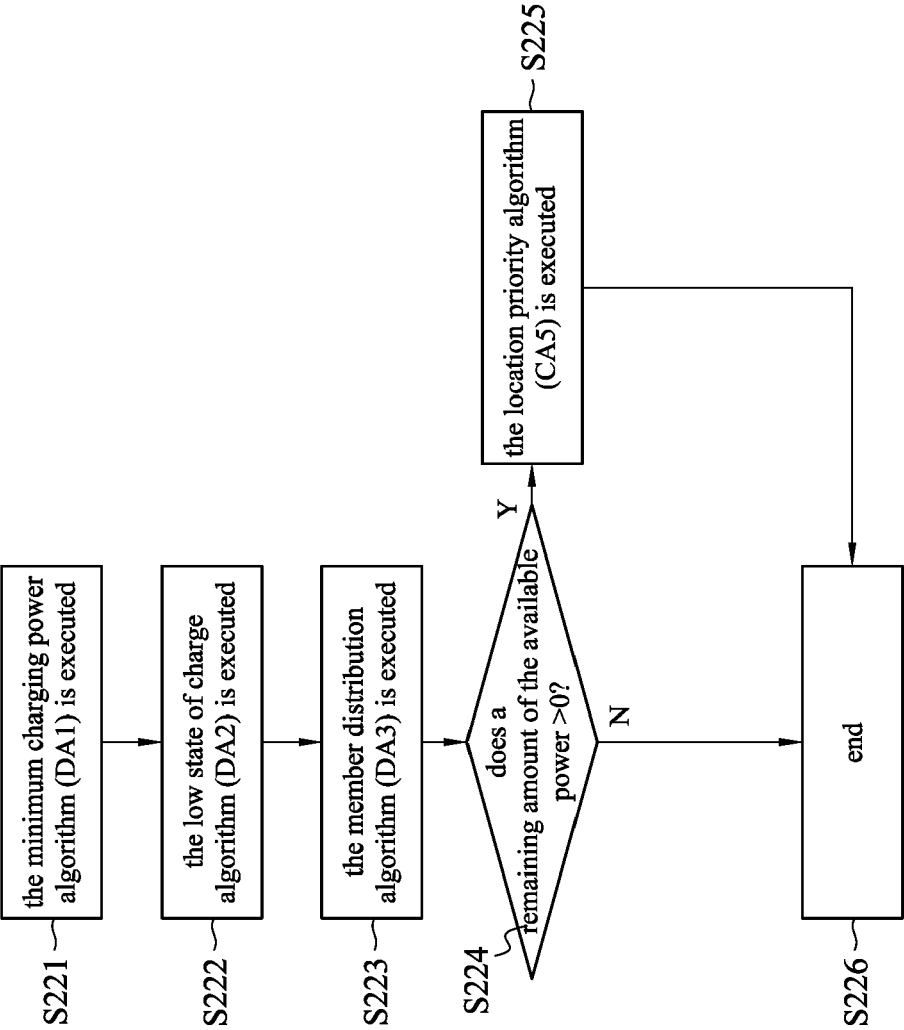 S221
the minimum charging power
algorithm (DA1) is executed
S222
the low state of charge
algorithm (DA2) is executed
S223
the member distribution
algorithm (DA3) is executed
S224
does a
remaining amount of the available
power >0?
Y
N
S225
the location priority algorithm
(CA5) is executed
S226
end